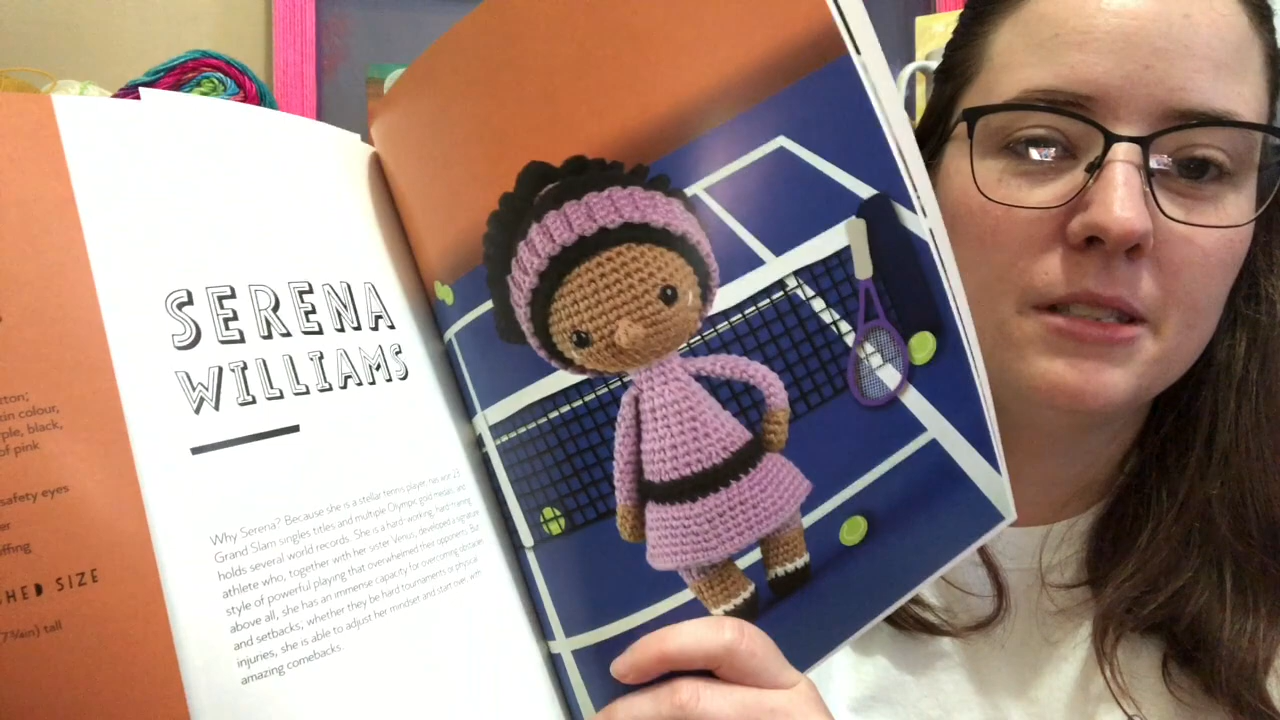 ton;
tin colour,
ple, black,
of pink
safety eyes
er
ffing
HED SIZE
(7¾in) tall
SERENA
WILLIAMS
Why Serena? Because she is a stellar tennis player, has won 23
Grand Slam singles titles and multiple Olympic gold medals, and
holds several world records. She is a hard-working, hard-training
athlete who, together with her sister Venus, developed a signature
style of powerful playing that overwhelmed their opponents. But
above all, she has an immense capacity for overcoming obstacles
and setbacks; whether they be hard tournaments or physical
injuries, she is able to adjust her mindset and start over with
amazing comebacks.